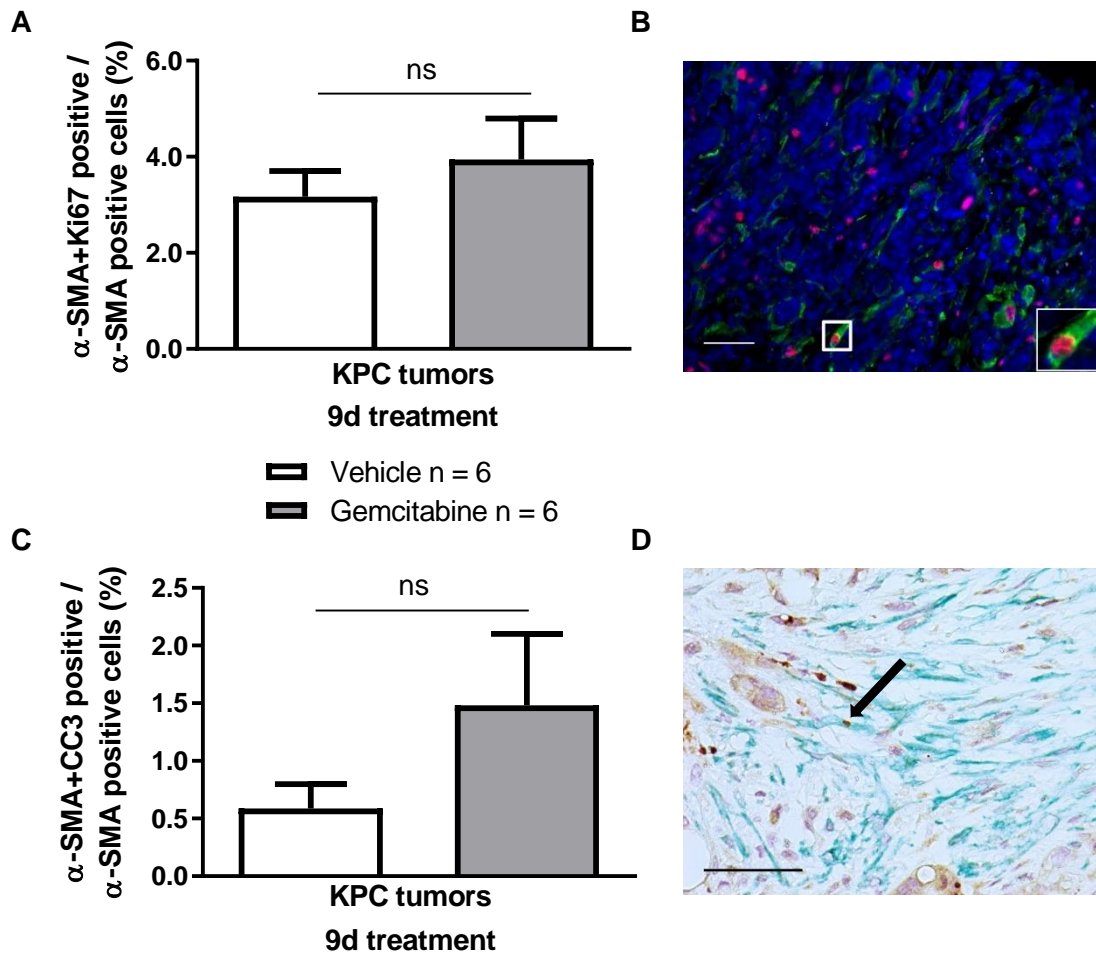 A
α-SMA+Ki67 positive /
α-SMA positive cells (%)
6.0
4.0
2.0
0.0
ns
KPC tumors
9d treatment
B
Vehicle n = 6
Gemcitabine n = 6
C
α-SMA+CC3 positive /
α-SMA positive cells (%)
2.5
2.0
1.5
1.0
0.5
0.0
ns
KPC tumors
9d treatment
D